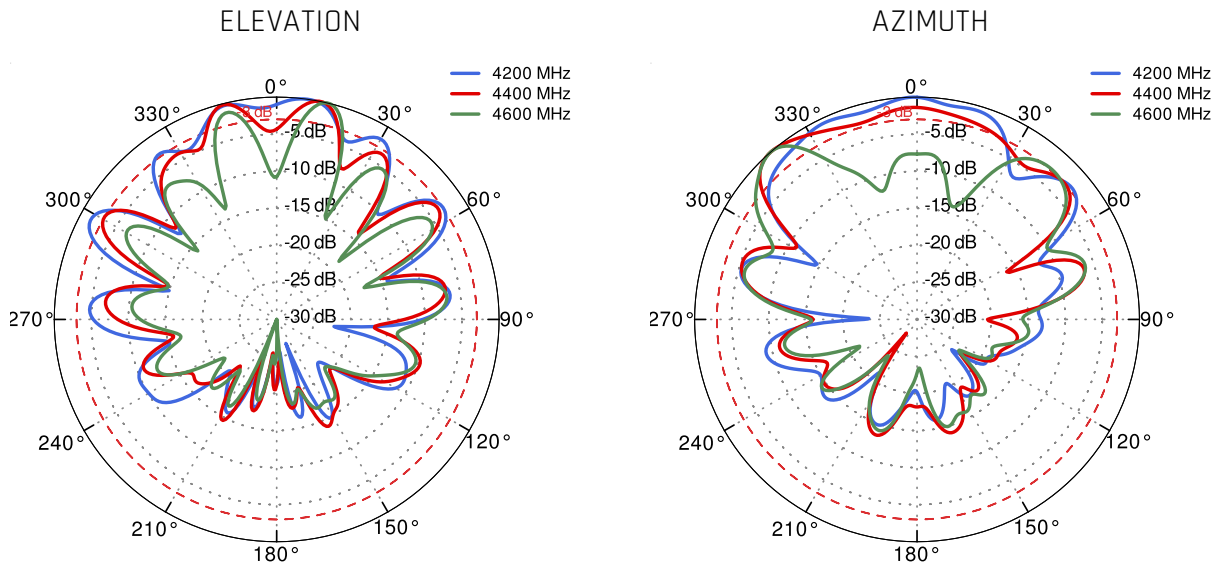 ELEVATION
4200 MHz
4400 MHz
4600 MHz
0°
30°
60°
90°
120°
150°
180°
210°
240°
270°
300°
330°
-3 dB
-5 dB
-10 dB
-15 dB
-20 dB
-25 dB
-30 dB
AZIMUTH
4200 MHz
4400 MHz
4600 MHz
0°
30°
60°
90°
120°
150°
180°
210°
240°
270°
300°
330°
-3 dB
-5 dB
-10 dB
-15 dB
-20 dB
-25 dB
-30 dB